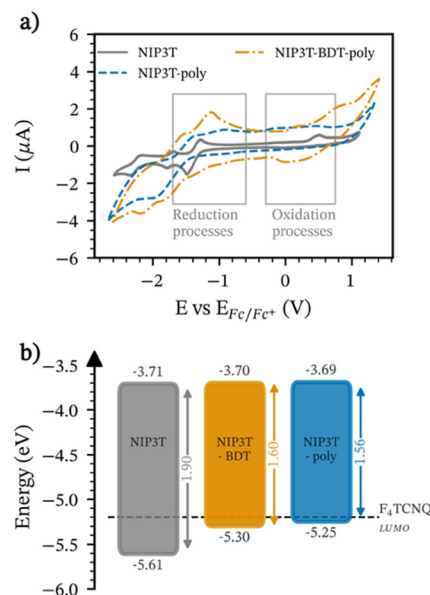 a)
NIP3T
NIP3T-BDT-poly
NIP3T-poly
6
4
2
0
−2
−4
−6
I (μA)
Reduction
processes
Oxidation
processes
−2
−1
0
1
E vs E_Fc/Fc+ (V)
b)
−3.5
−4.0
−4.5
−5.0
−5.5
−6.0
Energy (eV)
-3.71
-3.70
-3.69
NIP3T
NIP3T
- BDT
NIP3T
- poly
1.90
1.60
1.56
F4TCNQ
LUMO
-5.61
-5.30
-5.25